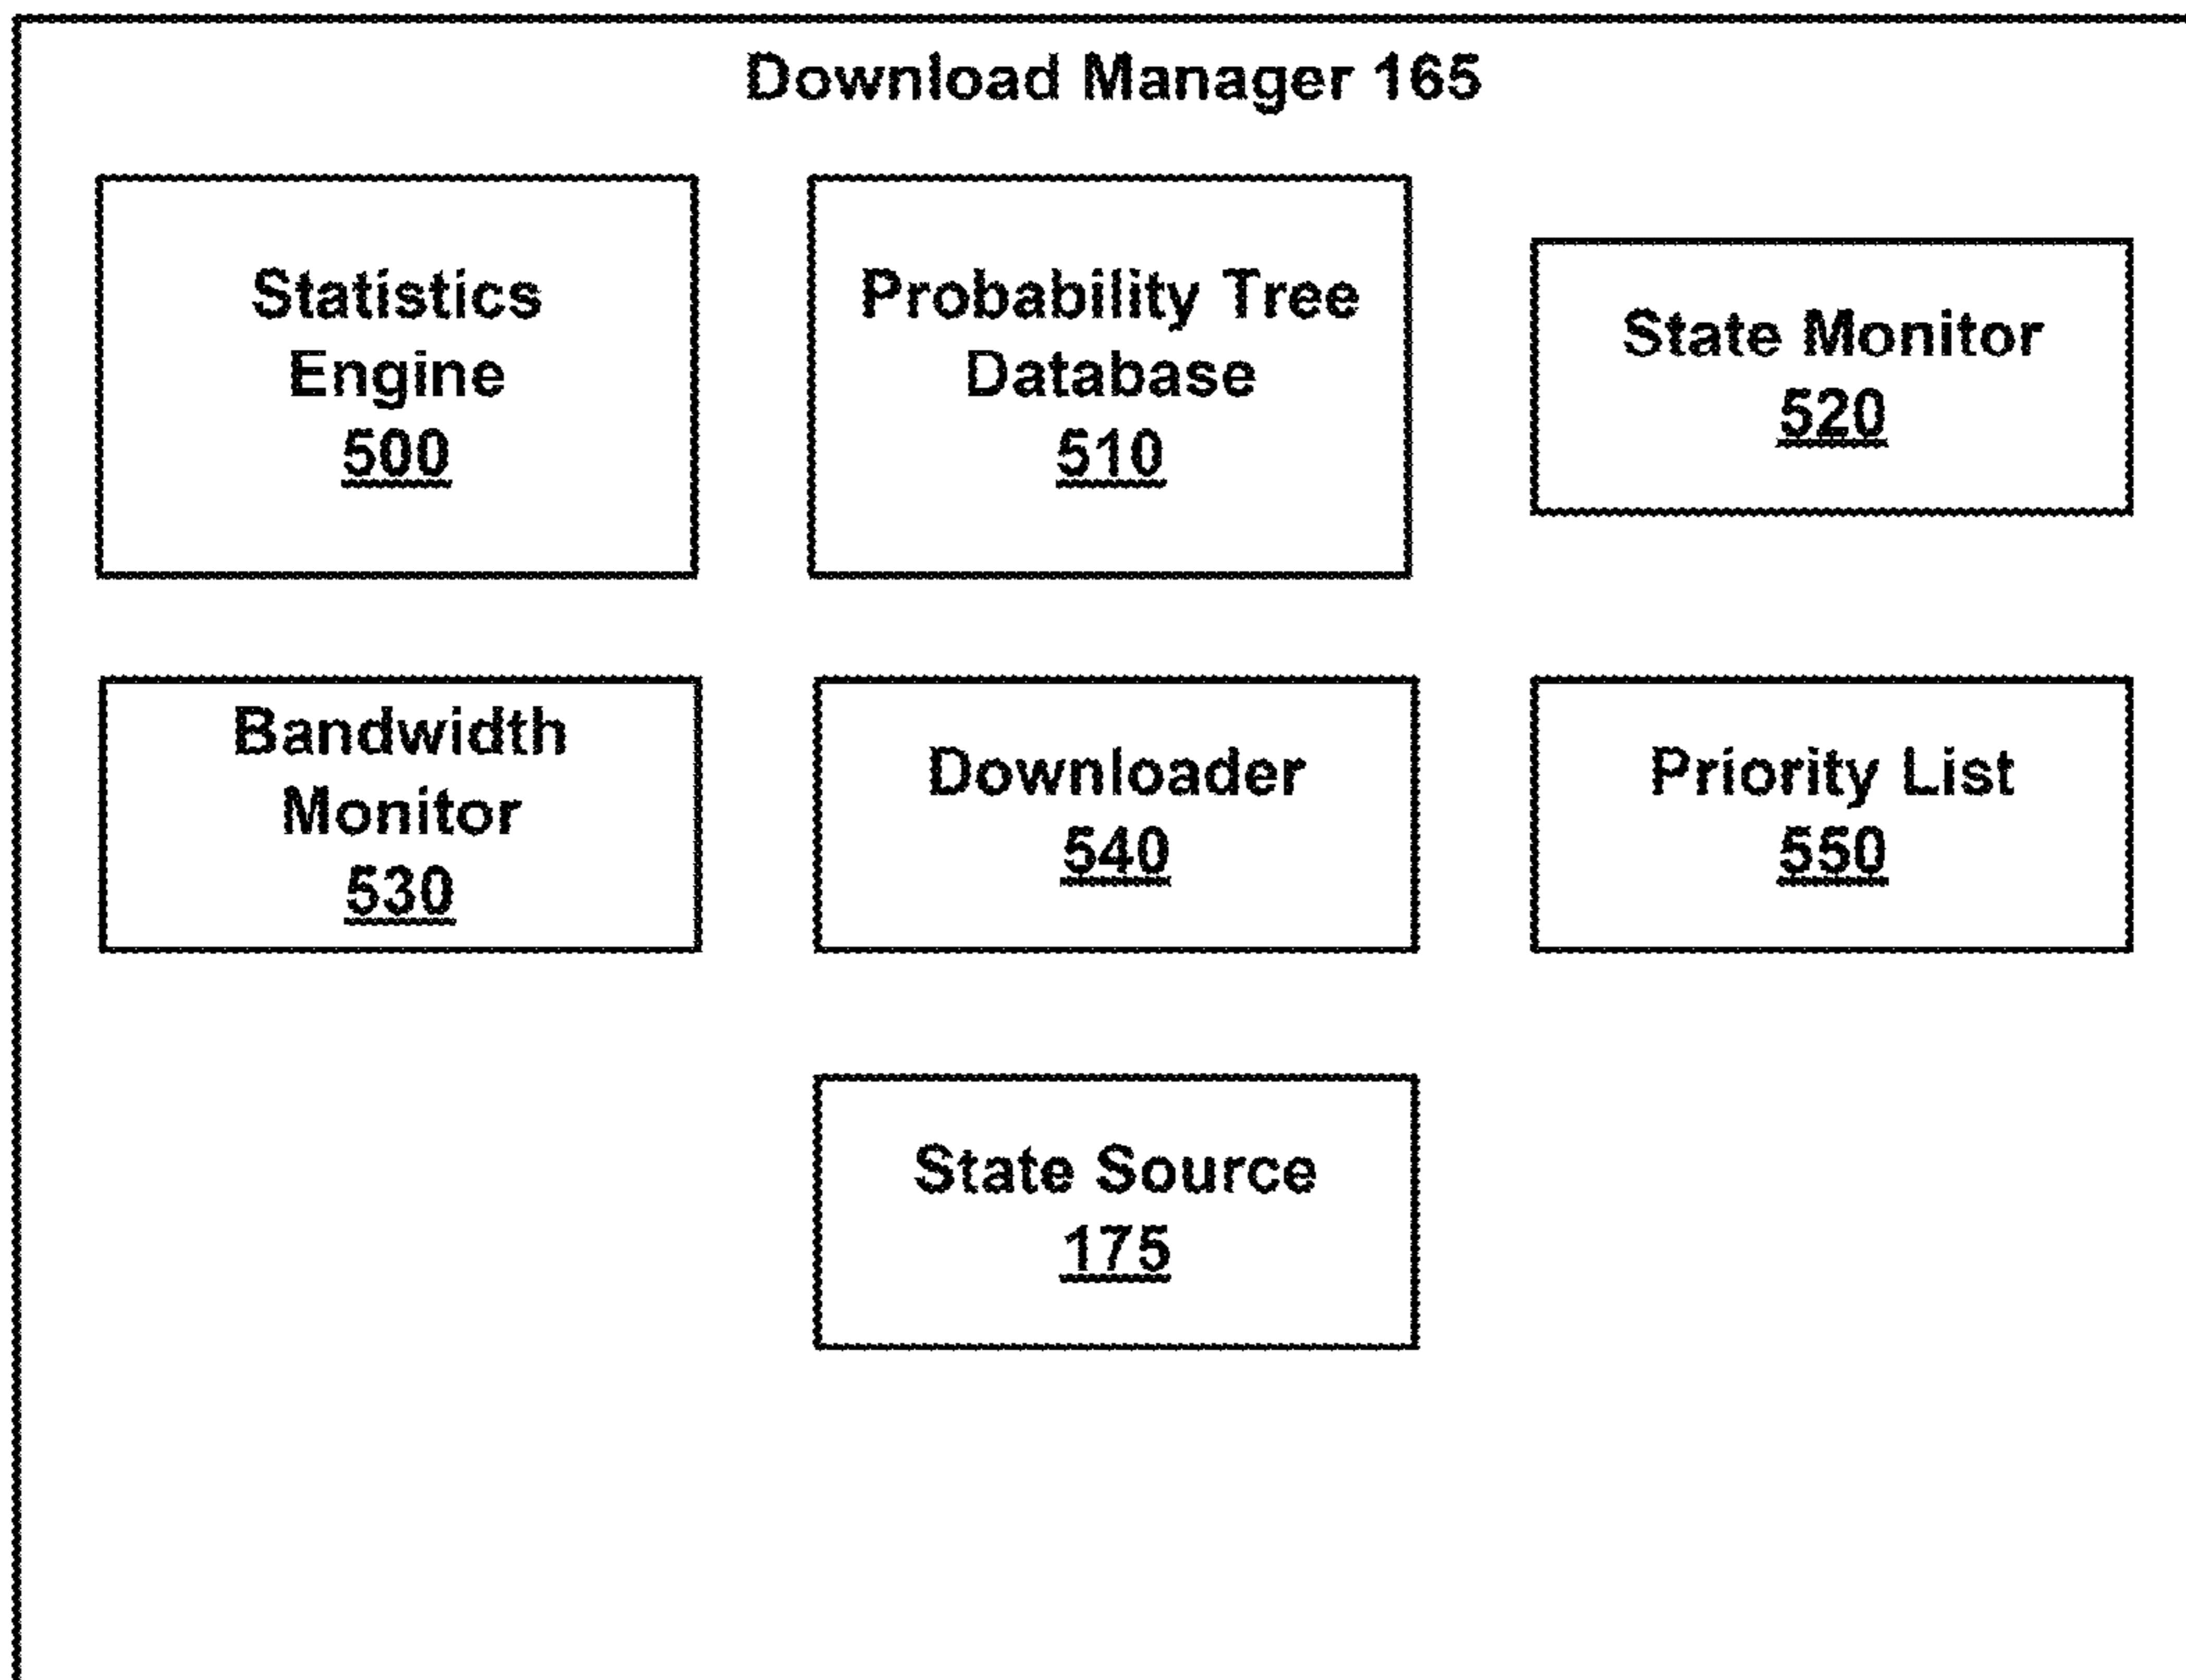 Download Manager 165
Statistics
Engine
500
Probability Tree
Database
510
State Monitor
520
Bandwidth
Monitor
530
Downloader
540
Priority List
550
State Source
175